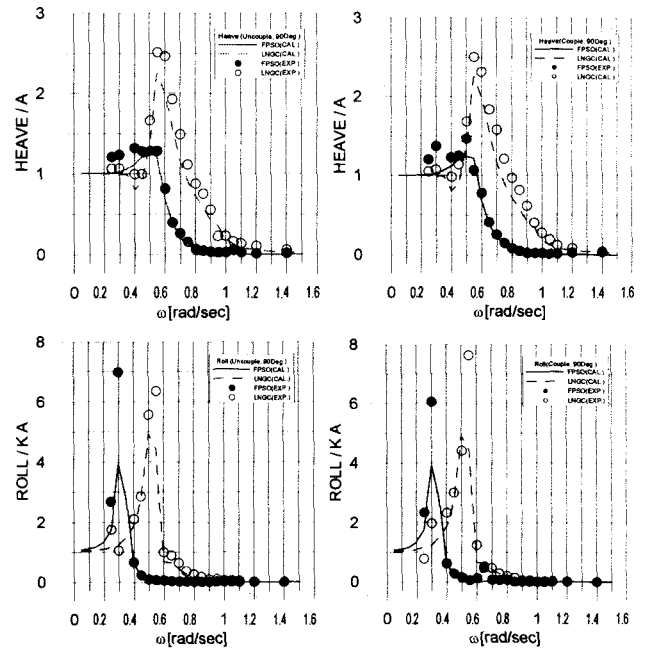 Heave (Uncouple, 90Deg)
FPSO(CAL.)
LNGC(CAL.)
FPSO(EXP.)
LNGC(EXP.)
3
2
1
0
HEAVE / A
0 0.2 0.4 0.6 0.8 1 1.2 1.4 1.6
ω[rad/sec]
Heave(Couple, 90Deg)
FPSO(CAL.)
LNGC(CAL.)
FPSO(EXP.)
LNGC(CAL.)
3
2
1
0
HEAVE / A
0 0.2 0.4 0.6 0.8 1 1.2 1.4 1.6
ω[rad/sec]
Roll (Uncouple, 90Deg)
FPSO(CAL.)
LNGC(CAL.)
FPSO(EXP.)
LNGC(EXP.)
8
6
4
2
0
ROLL / K A
0 0.2 0.4 0.6 0.8 1 1.2 1.4 1.6
ω[rad/sec]
Roll(Couple, 90Deg)
FPSO(CAL.)
LNGC(CAL.)
FPSO(EXP.)
LNGC(EXP.)
8
6
4
2
0
ROLL / K A
0 0.2 0.4 0.6 0.8 1 1.2 1.4 1.6
ω[rad/sec]